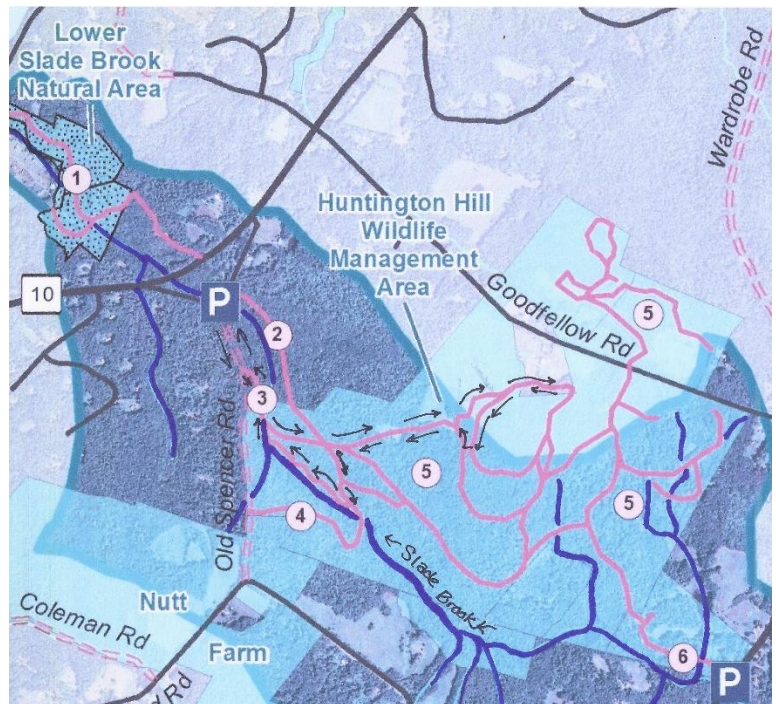 Lower
Slade Brook
Natural Area
Wardrobe Rd
1
Huntington Hill
Wildlife
Management
Area
10
P
Goodfellow Rd
5
2
3
5
5
4
Old Spencer Rd
← Slade Brook
Nutt
Farm
Coleman Rd
Rd
6
P